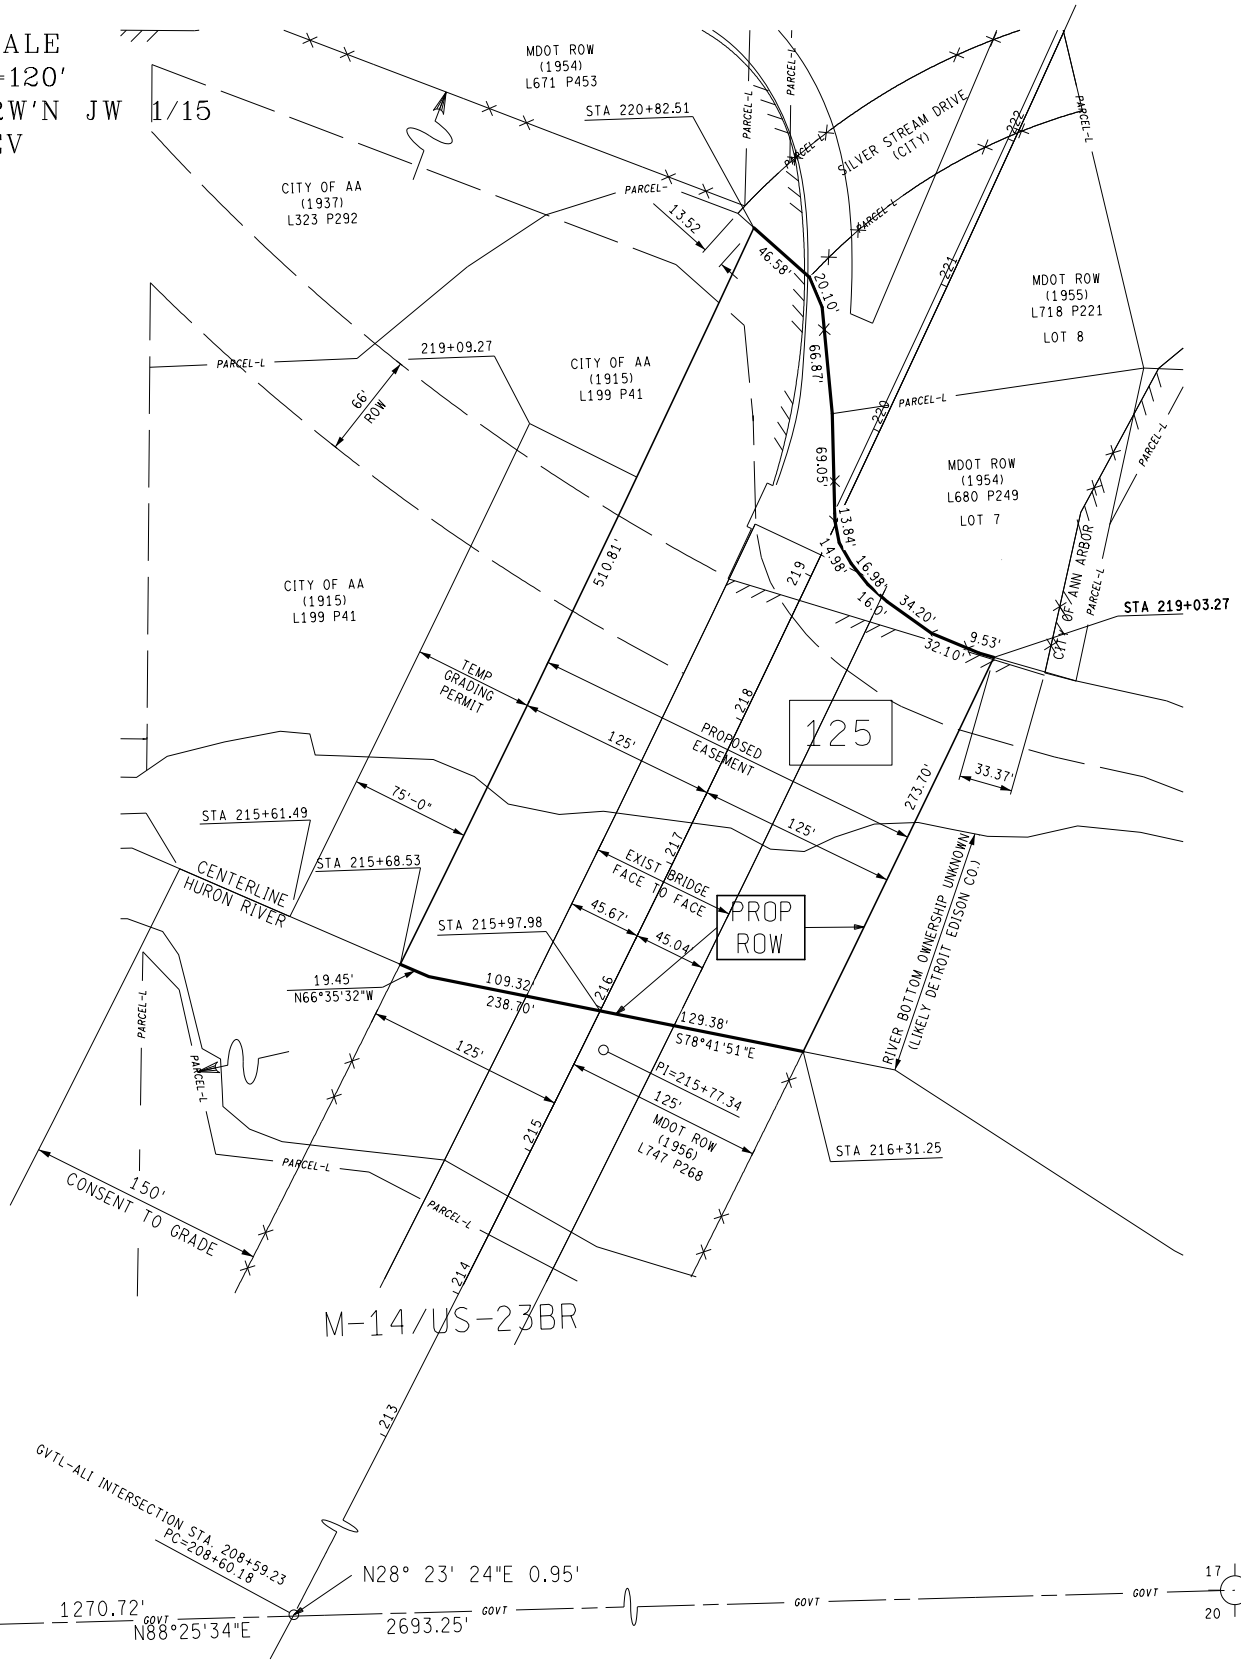 ALE
=120'
2W'N JW 1/15
EV
MDOT ROW
(1954)
L671 P453
STA 220+82.51
PARCEL-L
PARCEL-L
PARCEL-L
SILVER STREAM DRIVE
(CITY)
PARCEL-L
PARCEL-L
222
221
220
CITY OF AA
(1937)
L323 P292
PARCEL-
13.52
46.58'
20.10'
MDOT ROW
(1955)
L718 P221
LOT 8
219+09.27
PARCEL-L
66'
ROW
CITY OF AA
(1915)
L199 P41
66.87'
PARCEL-L
69.05'
PARCEL-L
MDOT ROW
(1954)
L680 P249
LOT 7
13.84'
14.98'
16.98'
16.0'
34.20'
32.10'
9.53'
CITY OF ANN ARBOR
PARCEL-L
STA 219+03.27
510.81'
219
CITY OF AA
(1915)
L199 P41
TEMP
GRADING
PERMIT
218
125'
PROPOSED
EASEMENT
125
33.37'
273.70'
75'-0"
125'
STA 215+61.49
217
STA 215+68.53
CENTERLINE
HURON RIVER
EXIST BRIDGE
FACE TO FACE
45.67'
45.04'
PROP
ROW
STA 215+97.98
RIVER BOTTOM OWNERSHIP UNKNOWN
(LIKELY DETROIT EDISON CO.)
19.45'
N66°35'32"W
109.32'
238.70'
216
129.38'
S78°41'51"E
PARCEL-L
PARCEL-L
125'
PI=215+77.34
125'
MDOT ROW
(1956)
L747 P268
215
STA 216+31.25
PARCEL-L
150'
CONSENT TO GRADE
PARCEL-L
214
M-14/US-23BR
213
GVTL-ALI INTERSECTION STA. 208+59.23
PC=208+60.18
N28° 23' 24"E 0.95'
1270.72'
GOVT
N88°25'34"E
2693.25'
GOVT
GOVT
GOVT
17
20